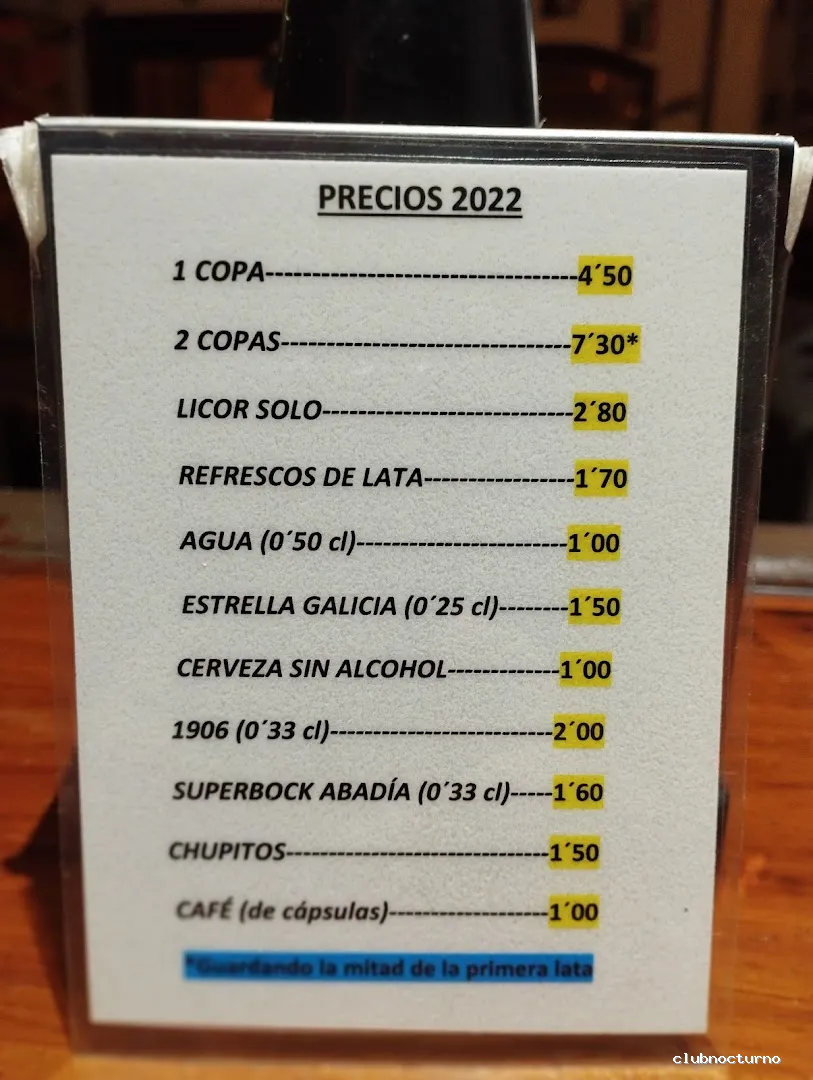 PRECIOS 2022
1 COPA----------------------------------4´50
2 COPAS-------------------------------7´30*
LICOR SOLO---------------------------2´80
REFRESCOS DE LATA----------------1´70
AGUA (0´50 cl)-----------------------1´00
ESTRELLA GALICIA (0´25 cl)--------1´50
CERVEZA SIN ALCOHOL------------1´00
1906 (0´33 cl)------------------------2´00
SUPERBOCK ABADÍA (0´33 cl)-----1´60
CHUPITOS----------------------------1´50
CAFÉ (de cápsulas)-----------------1´00
*Guardando la mitad de la primera lata
clubnocturno